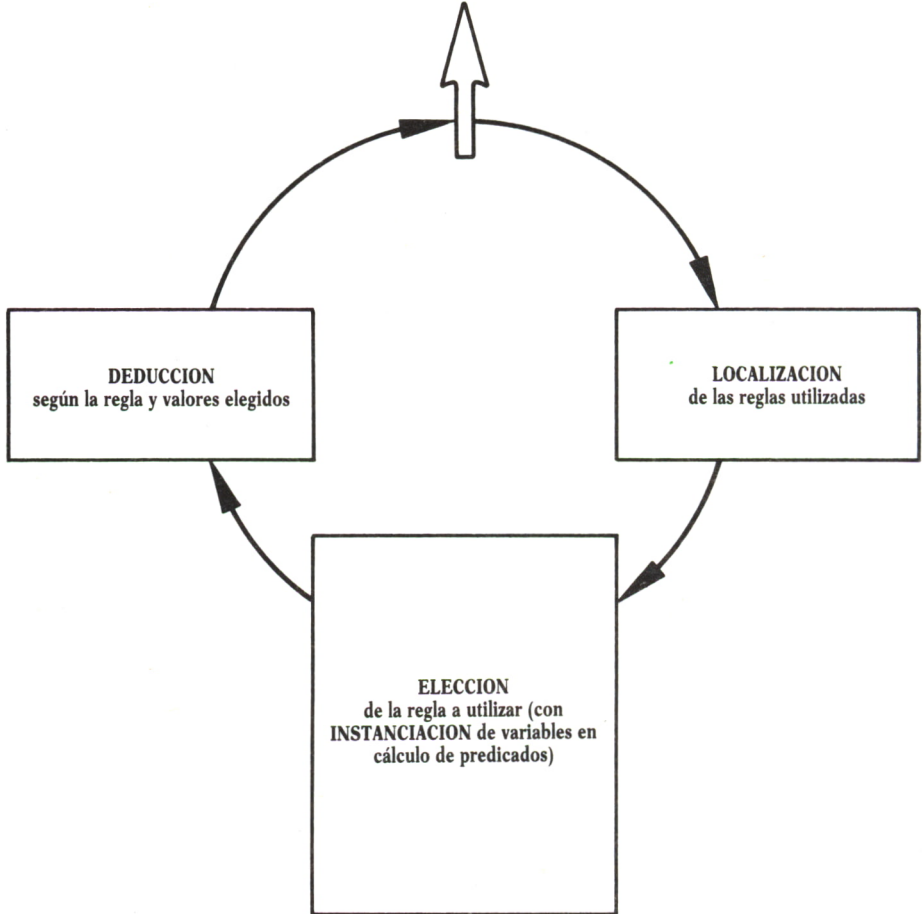 DEDUCCION
según la regla y valores elegidos
LOCALIZACION
de las reglas utilizadas
ELECCION
de la regla a utilizar (con
INSTANCIACION de variables en
cálculo de predicados)